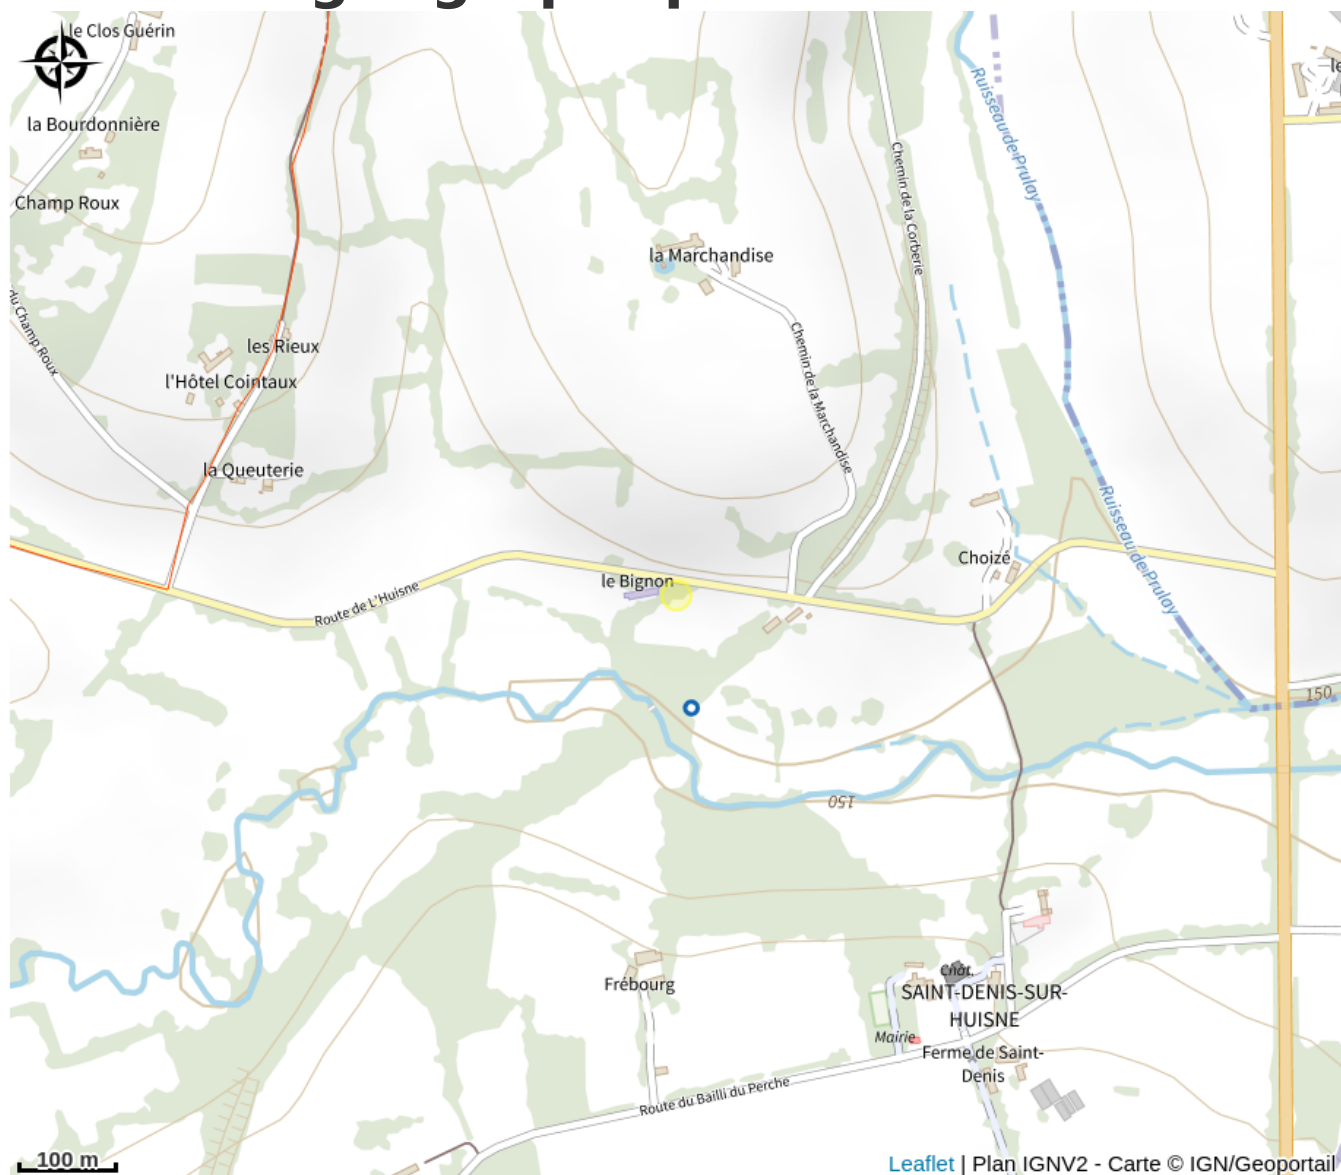 le Clos Guérin
la Bourdonnière
Champ Roux
du Champ Roux
les Rieux
l'Hôtel Cointaux
la Queuterie
la Marchandise
Chemin de la Corberie
Chemin de la Marchandise
Ruisseau de Prulay
Ruisseau de Prulay
le
Choizé
le Bignon
Route de L'Huisne
150
150
Frébourg
Chât.
SAINT-DENIS-SUR-
HUISNE
Mairie
Ferme de Saint-
Denis
Route du Bailli du Perche
100 m
Leaflet | Plan IGNV2 - Carte © IGN/Geoportail